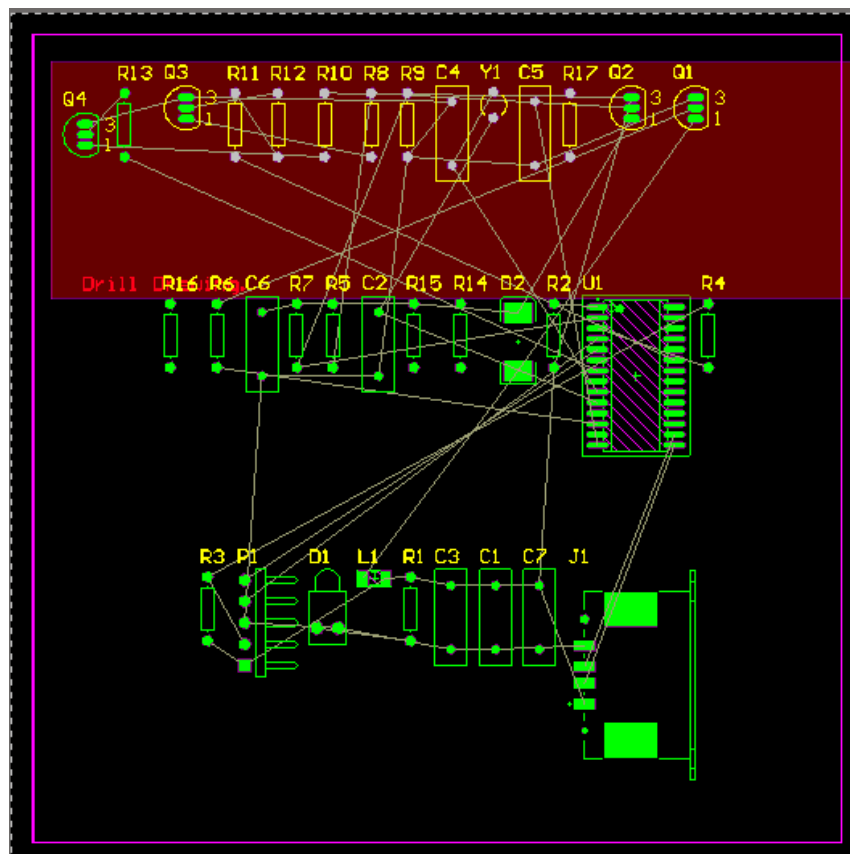 R13 Q3 R11 R12 R10 R8 R9 C4 Y1 C5 R17 Q2 Q1
Q4 3 3 3
3 1 1 1
1
Drill
R16 R6 C6 R7 R5 C2 R15 R14 R2 U1 R4
R3 P1 D1 L1 R1 C3 C1 C7 J1